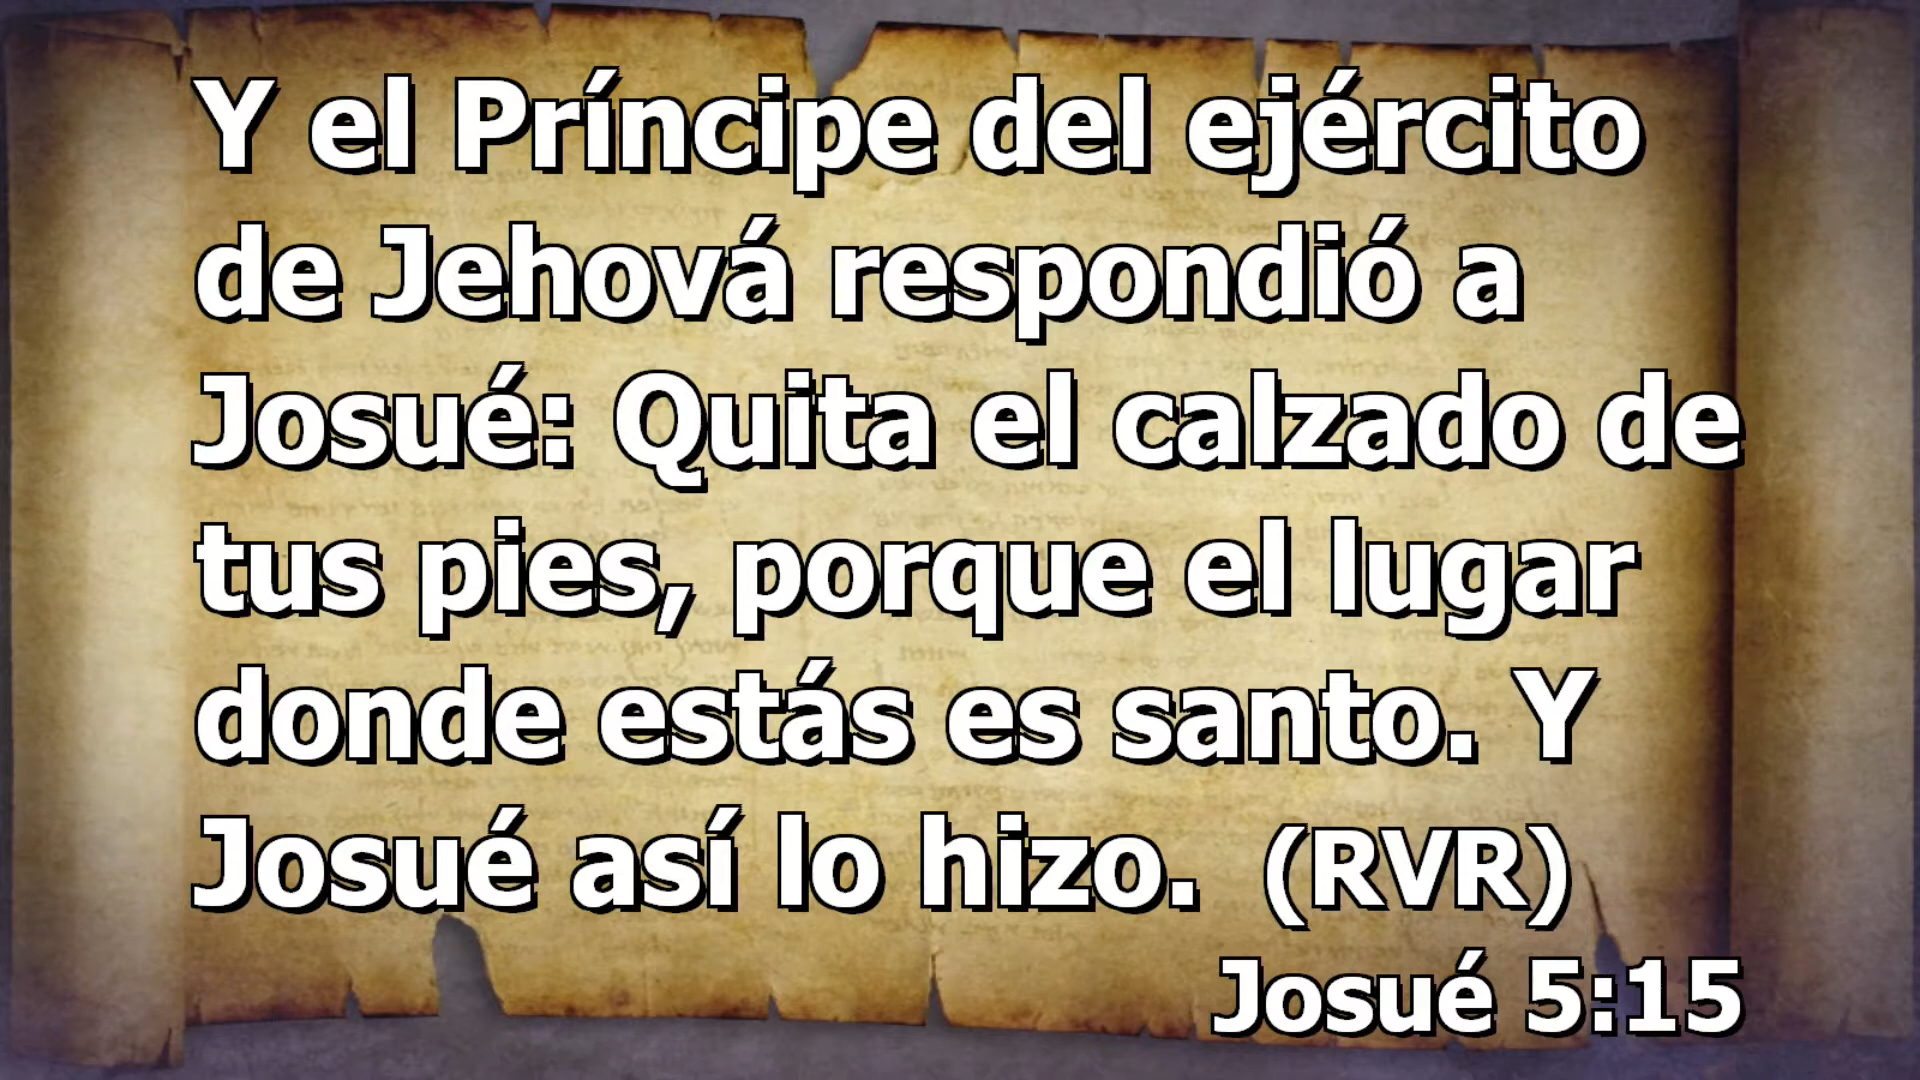 Y el Príncipe del ejército
de Jehová respondió a
Josué: Quita el calzado de
tus pies, porque el lugar
donde estás es santo. Y
Josué así lo hizo. (RVR)
Josué 5:15